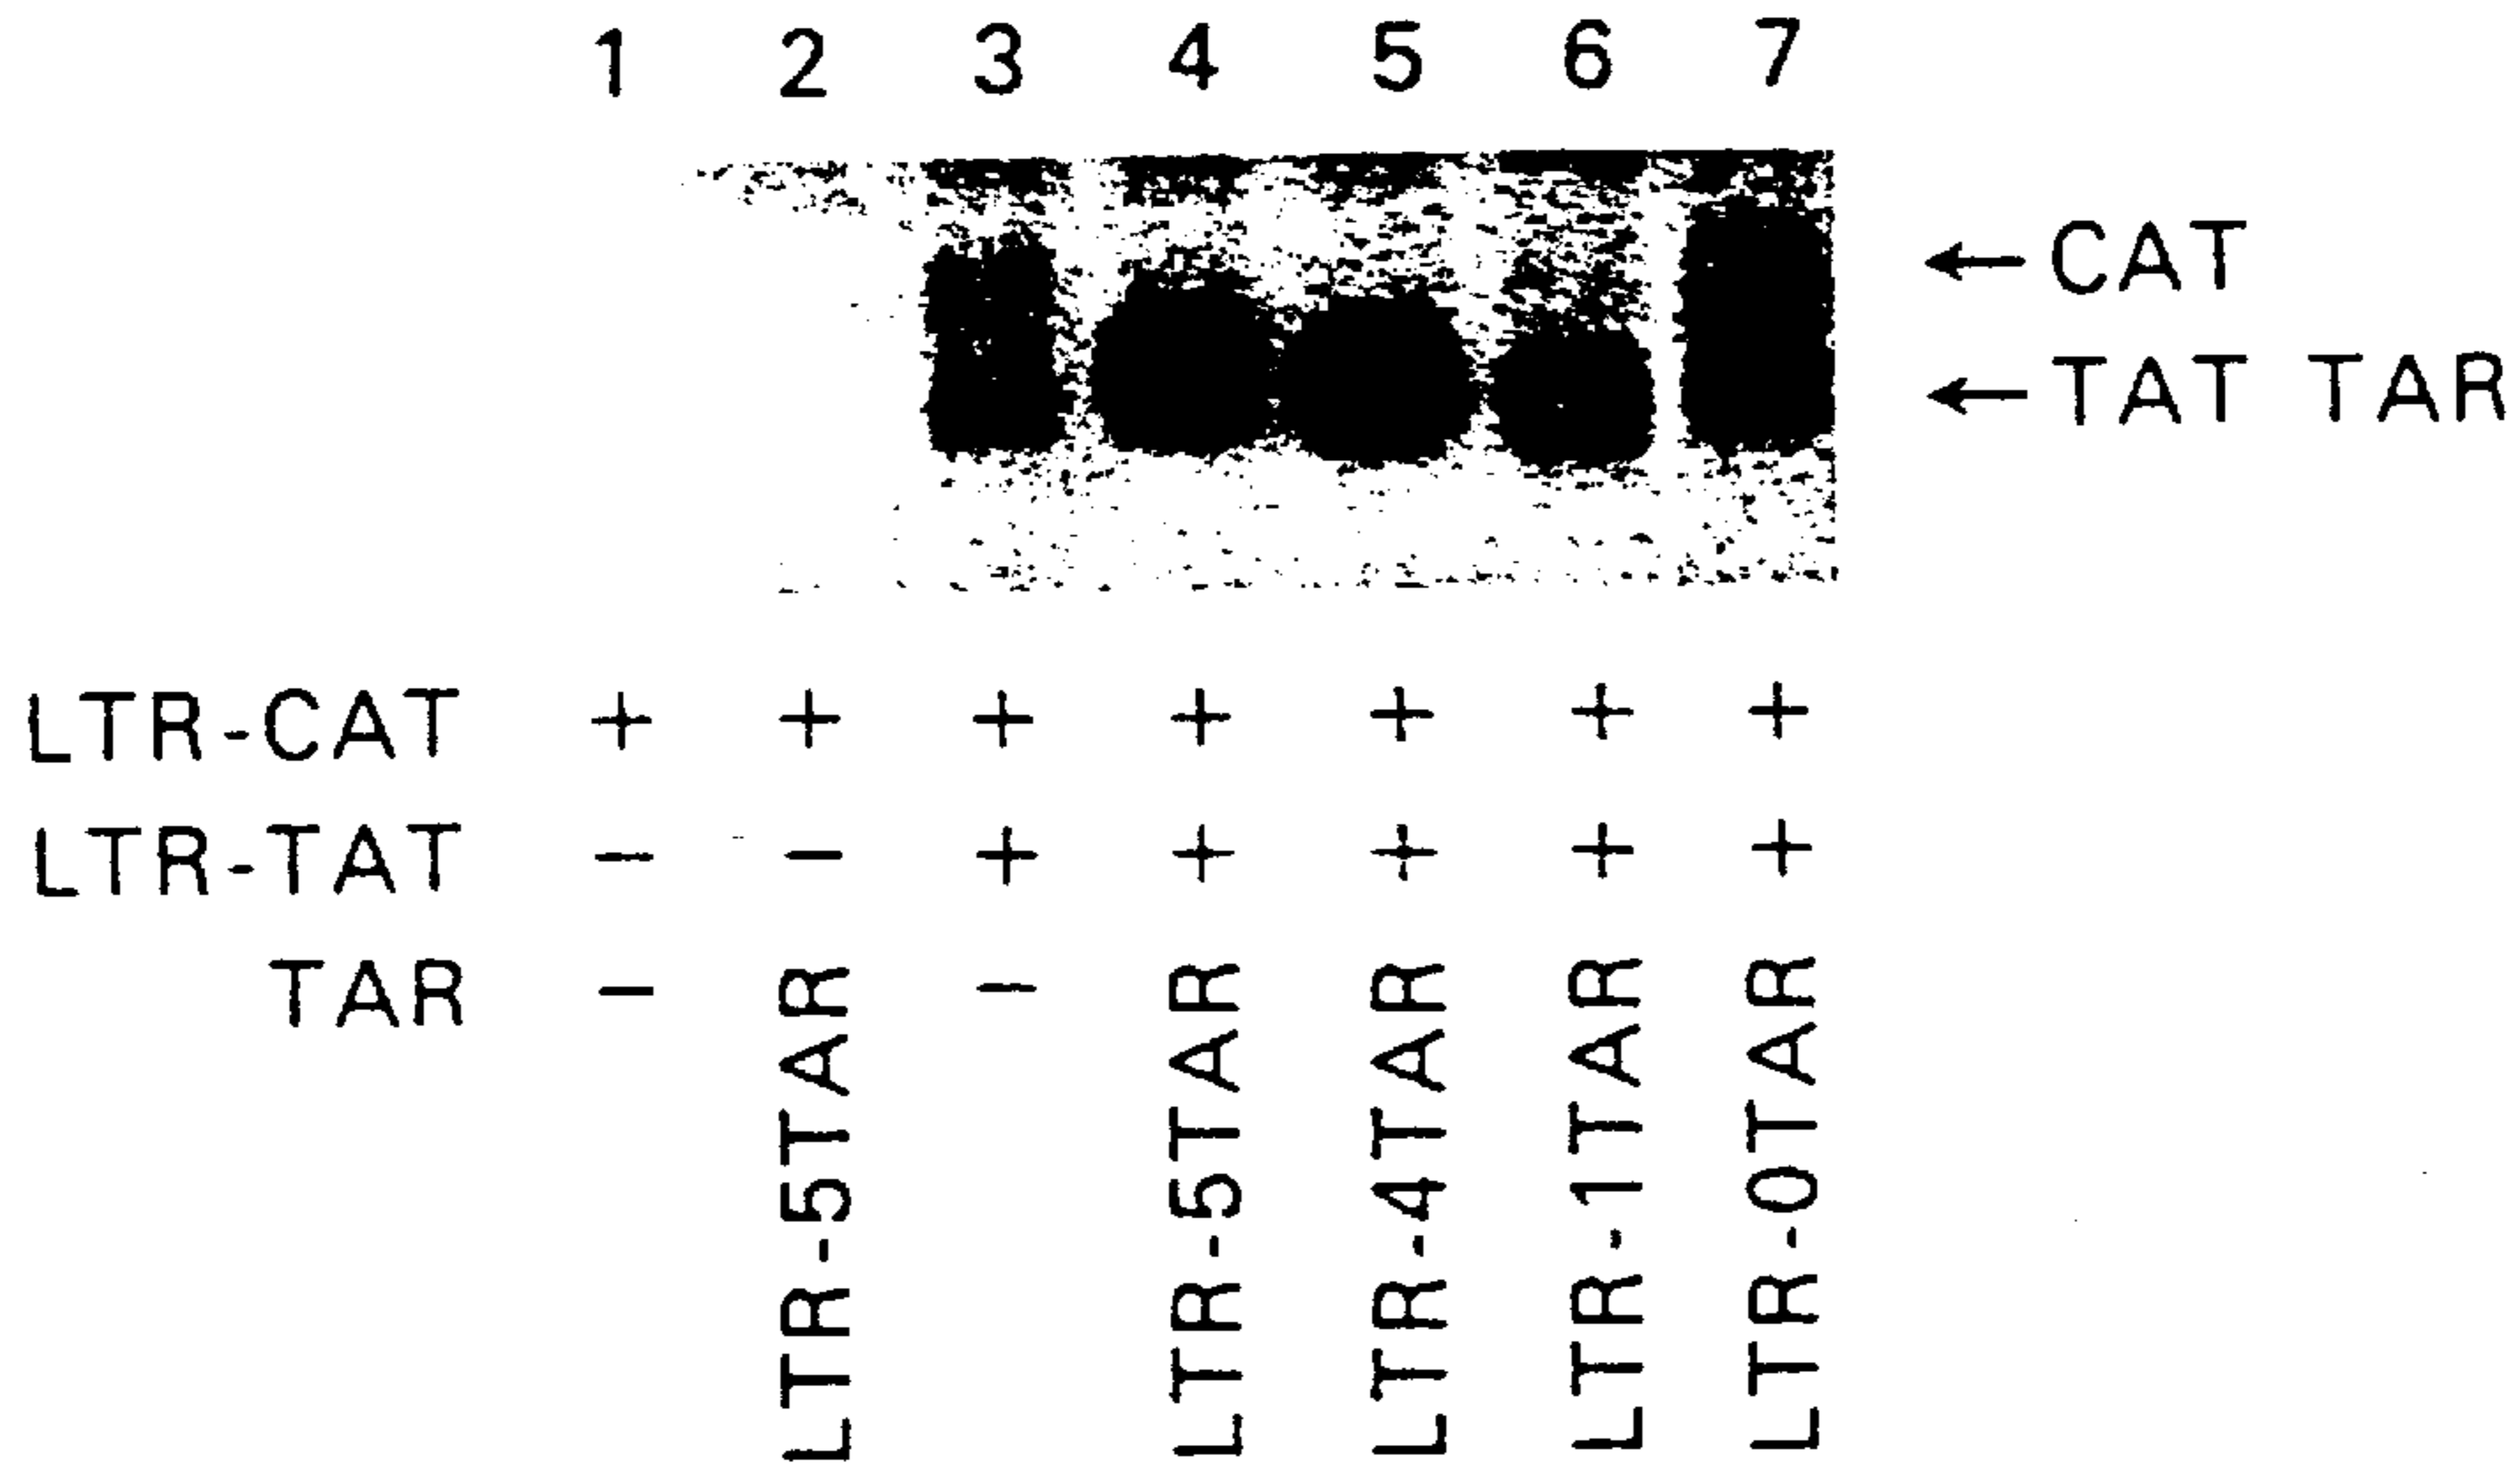 1 2 3 4 5 6 7
← CAT
← TAT TAR
LTR-CAT + + + + + + +
LTR-TAT - - + + + + +
TAR - LTR-5TAR - LTR-5TAR LTR-4TAR LTR-1TAR LTR-0TAR